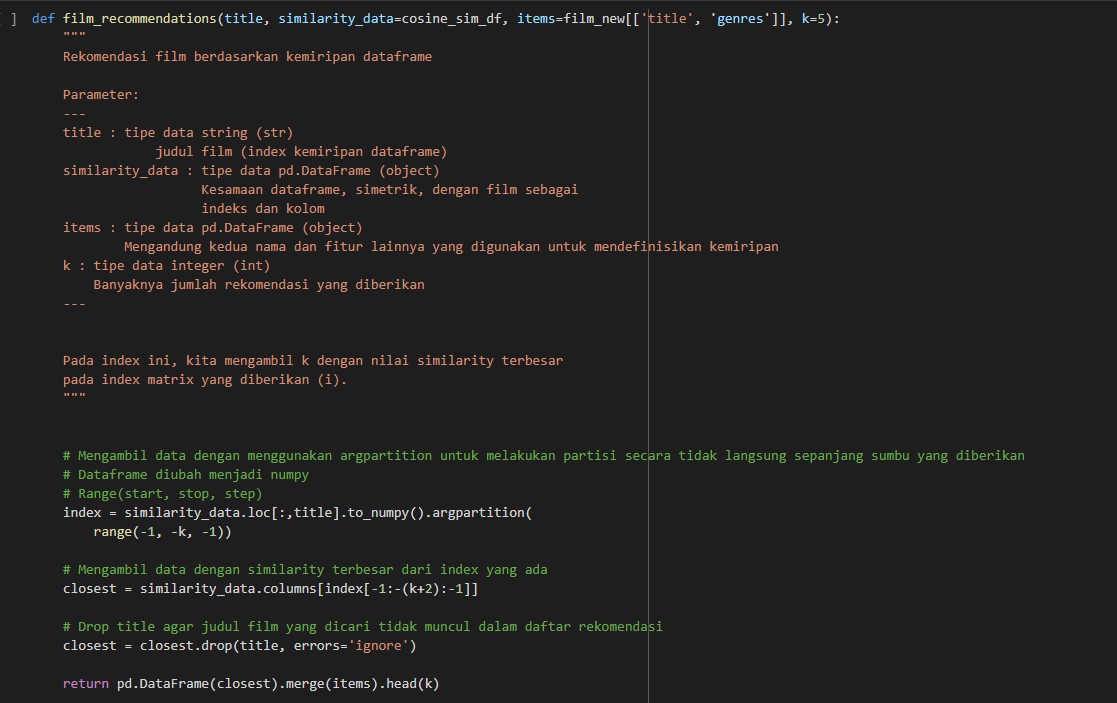 [ ] def film_recommendations(title, similarity_data=cosine_sim_df, items=film_new[['title', 'genres']], k=5):
"""
Rekomendasi film berdasarkan kemiripan dataframe
Parameter:
---
title : tipe data string (str)
judul film (index kemiripan dataframe)
similarity_data : tipe data pd.DataFrame (object)
Kesamaan dataframe, simetrik, dengan film sebagai
indeks dan kolom
items : tipe data pd.DataFrame (object)
Mengandung kedua nama dan fitur lainnya yang digunakan untuk mendefinisikan kemiripan
k : tipe data integer (int)
Banyaknya jumlah rekomendasi yang diberikan
---
Pada index ini, kita mengambil k dengan nilai similarity terbesar
pada index matrix yang diberikan (i).
"""
# Mengambil data dengan menggunakan argpartition untuk melakukan partisi secara tidak langsung sepanjang sumbu yang diberikan
# Dataframe diubah menjadi numpy
# Range(start, stop, step)
index = similarity_data.loc[:,title].to_numpy().argpartition(
range(-1, -k, -1))
# Mengambil data dengan similarity terbesar dari index yang ada
closest = similarity_data.columns[index[-1:-(k+2):-1]]
# Drop title agar judul film yang dicari tidak muncul dalam daftar rekomendasi
closest = closest.drop(title, errors='ignore')
return pd.DataFrame(closest).merge(items).head(k)